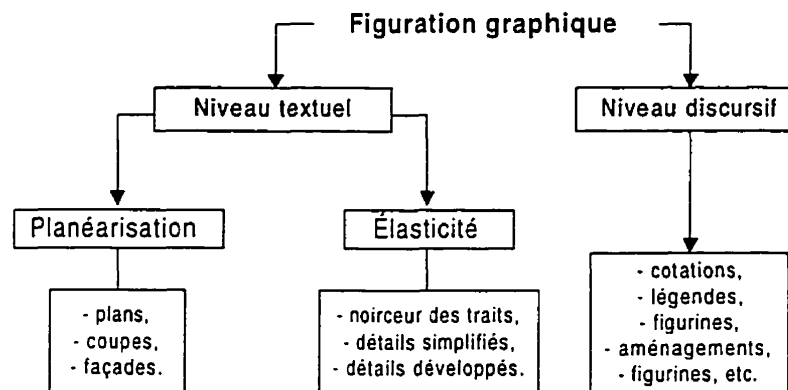 Figuration graphique
Niveau textuel
Niveau discursif
Planéarisation
Élasticité
- plans,
- coupes,
- façades.
- noirceur des traits,
- détails simplifiés,
- détails développés.
- cotations,
- légendes,
- figurines,
- aménagements,
- figurines, etc.